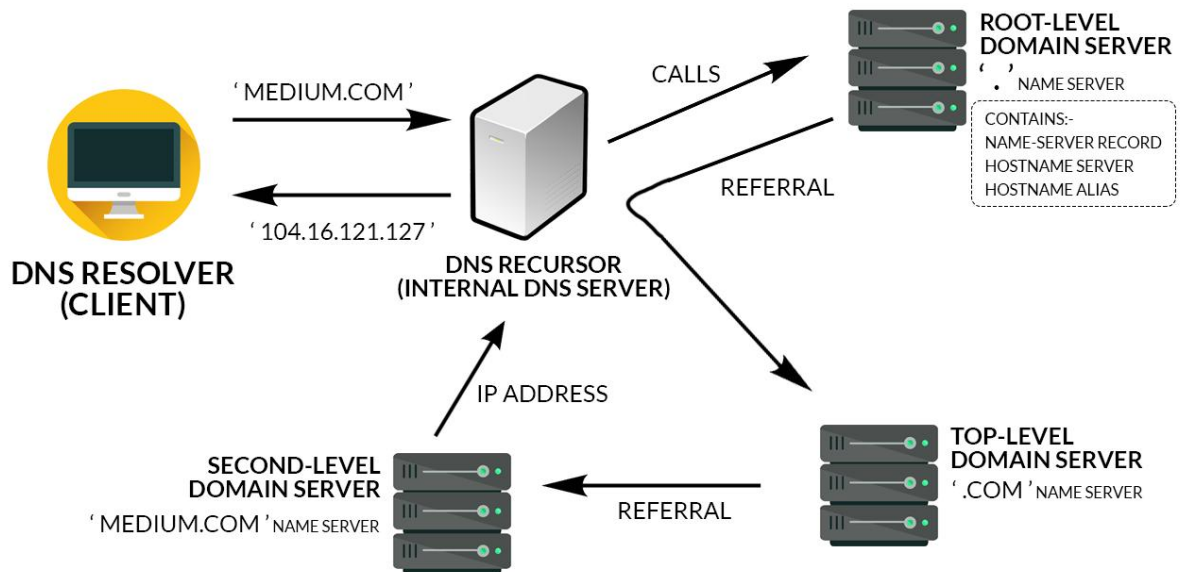 ROOT-LEVEL
DOMAIN SERVER
' . ' NAME SERVER
CONTAINS:-
NAME-SERVER RECORD
HOSTNAME SERVER
HOSTNAME ALIAS
CALLS
' MEDIUM.COM '
REFERRAL
' 104.16.121.127 '
DNS RESOLVER
(CLIENT)
DNS RECURSOR
(INTERNAL DNS SERVER)
IP ADDRESS
TOP-LEVEL
DOMAIN SERVER
' .COM ' NAME SERVER
SECOND-LEVEL
DOMAIN SERVER
' MEDIUM.COM ' NAME SERVER
REFERRAL